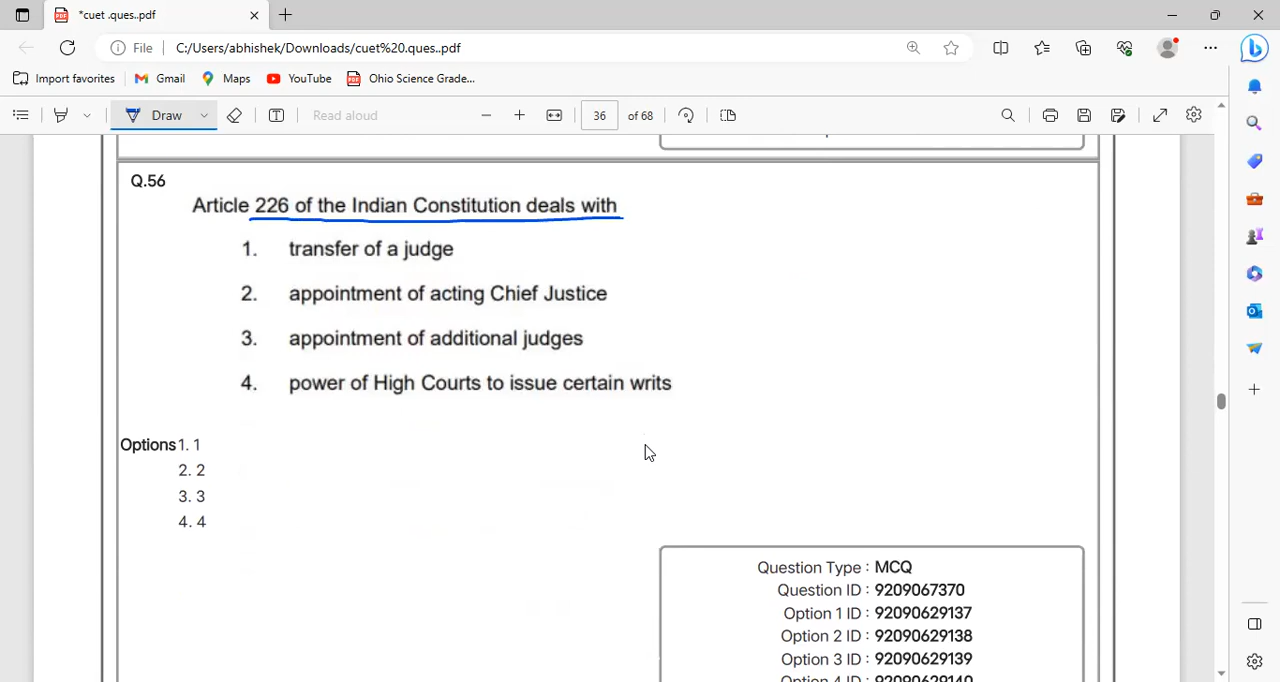 *cuet .ques..pdf
File C:/Users/abhishek/Downloads/cuet%20.ques..pdf
Import favorites Gmail Maps YouTube Ohio Science Grade...
Draw Read aloud 36 of 68
Q.56
Article 226 of the Indian Constitution deals with
1. transfer of a judge
2. appointment of acting Chief Justice
3. appointment of additional judges
4. power of High Courts to issue certain writs
Options 1. 1
2. 2
3. 3
4. 4
Question Type : MCQ
Question ID : 9209067370
Option 1 ID : 92090629137
Option 2 ID : 92090629138
Option 3 ID : 92090629139
Option 4 ID : 92090629140